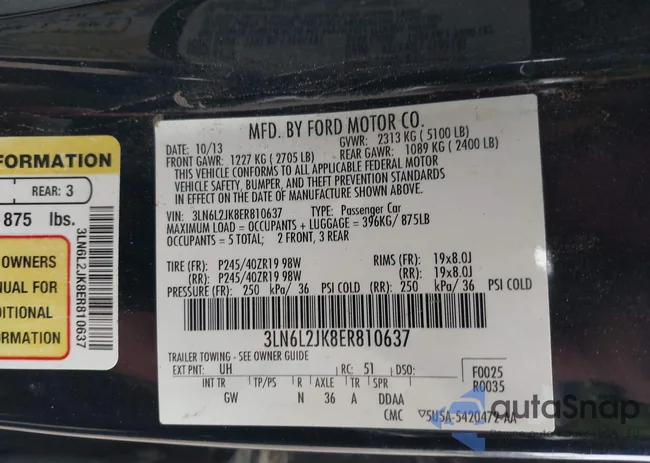 FORMATION
REAR: 3
875 lbs.
OWNERS
NUAL FOR
DITIONAL
ORMATION
3LN6L2JK8ER810637
MFD. BY FORD MOTOR CO.
DATE: 10/13 GVWR: 2313 KG ( 5100 LB)
FRONT GAWR: 1227 KG ( 2705 LB) REAR GAWR: 1089 KG ( 2400 LB)
THIS VEHICLE CONFORMS TO ALL APPLICABLE FEDERAL MOTOR
VEHICLE SAFETY, BUMPER, AND THEFT PREVENTION STANDARDS
IN EFFECT ON THE DATE OF MANUFACTURE SHOWN ABOVE.
VIN: 3LN6L2JK8ER810637 TYPE: Passenger Car
MAXIMUM LOAD = OCCUPANTS + LUGGAGE = 396KG/ 875LB
OCCUPANTS = 5 TOTAL; 2 FRONT, 3 REAR
TIRE (FR): P245/40ZR19 98W RIMS (FR): 19x8.0J
(RR): P245/40ZR19 98W (RR): 19x8.0J
PRESSURE (FR): 250 kPa/ 36 PSI COLD (RR): 250 kPa/ 36 PSI COLD
3LN6L2JK8ER810637
TRAILER TOWING - SEE OWNER GUIDE
EXT PNT: UH RC: 51 DSO: F0025
INT TR TP/PS R AXLE TR SPR R0035
GW N 36 A DDAA
CMC 5USA-5420472-AA
autoSnap